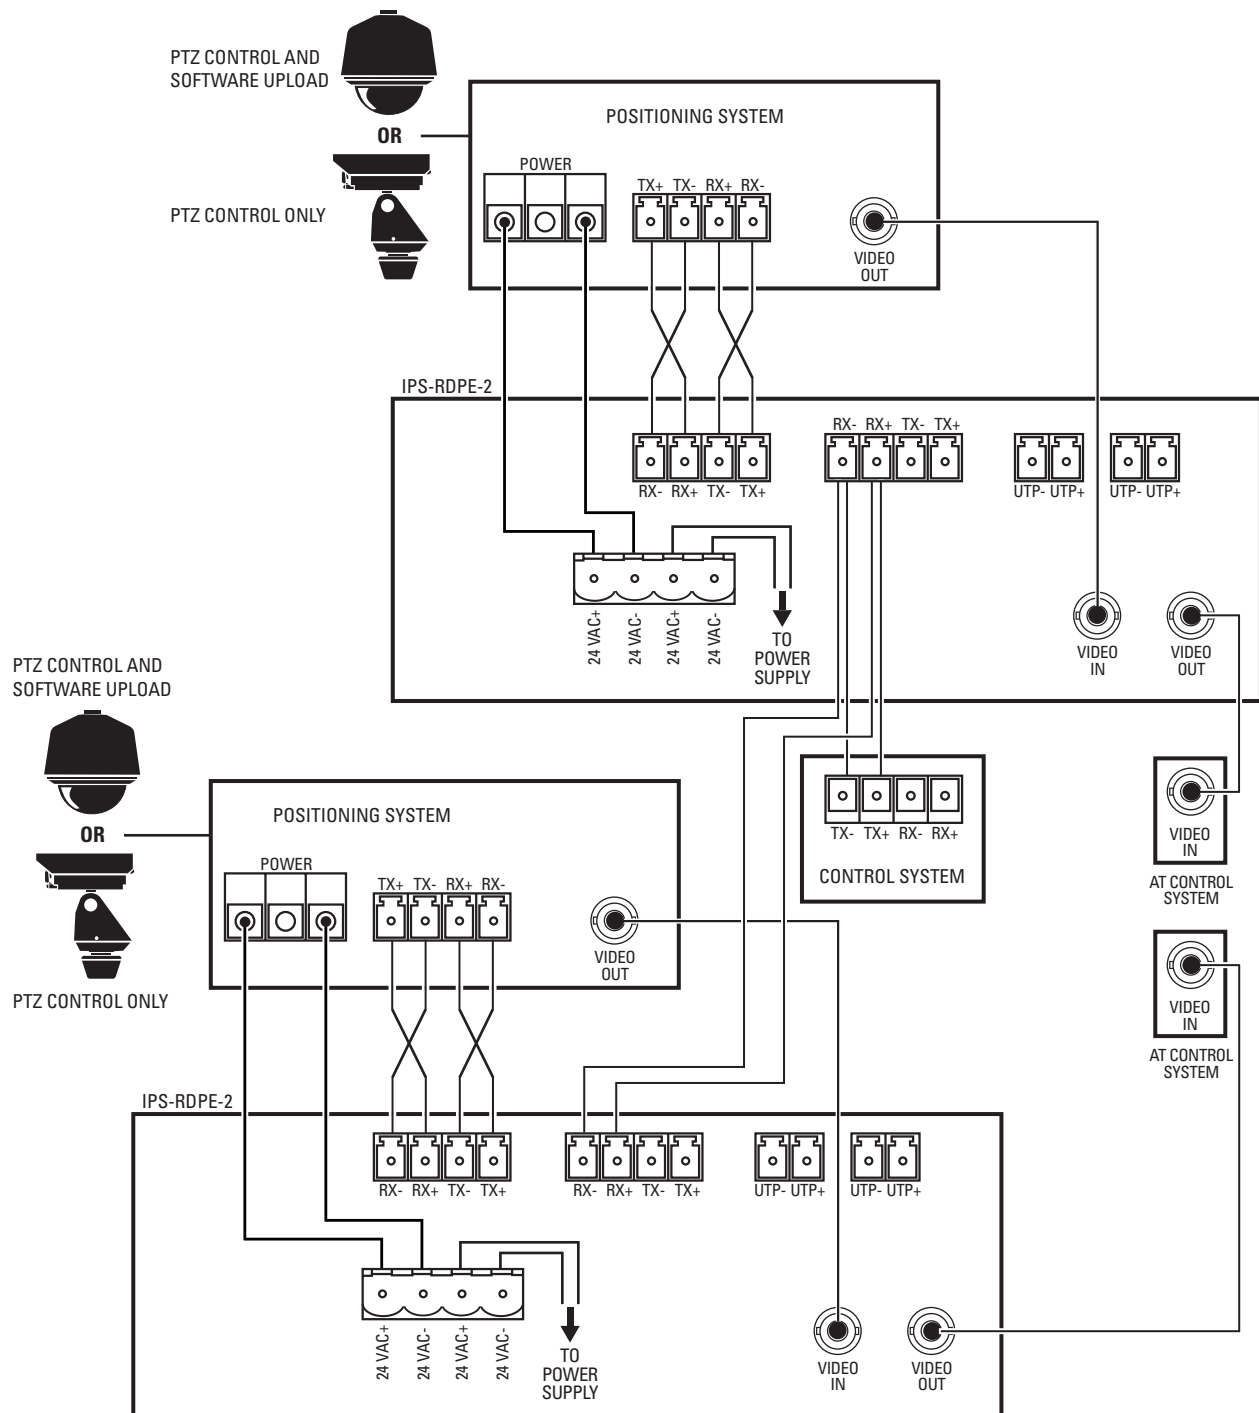 PTZ CONTROL AND
SOFTWARE UPLOAD
OR
PTZ CONTROL ONLY
POSITIONING SYSTEM
POWER
TX+ TX- RX+ RX-
VIDEO
OUT
IPS-RDPE-2
RX- RX+ TX- TX+
RX- RX+ TX- TX+
UTP- UTP+
UTP- UTP+
24 VAC+
24 VAC-
24 VAC+
24 VAC-
TO
POWER
SUPPLY
VIDEO
IN
VIDEO
OUT
PTZ CONTROL AND
SOFTWARE UPLOAD
OR
PTZ CONTROL ONLY
POSITIONING SYSTEM
POWER
TX+ TX- RX+ RX-
VIDEO
OUT
TX- TX+ RX- RX+
CONTROL SYSTEM
VIDEO
IN
AT CONTROL
SYSTEM
VIDEO
IN
AT CONTROL
SYSTEM
IPS-RDPE-2
RX- RX+ TX- TX+
RX- RX+ TX- TX+
UTP- UTP+
UTP- UTP+
24 VAC+
24 VAC-
24 VAC+
24 VAC-
TO
POWER
SUPPLY
VIDEO
IN
VIDEO
OUT